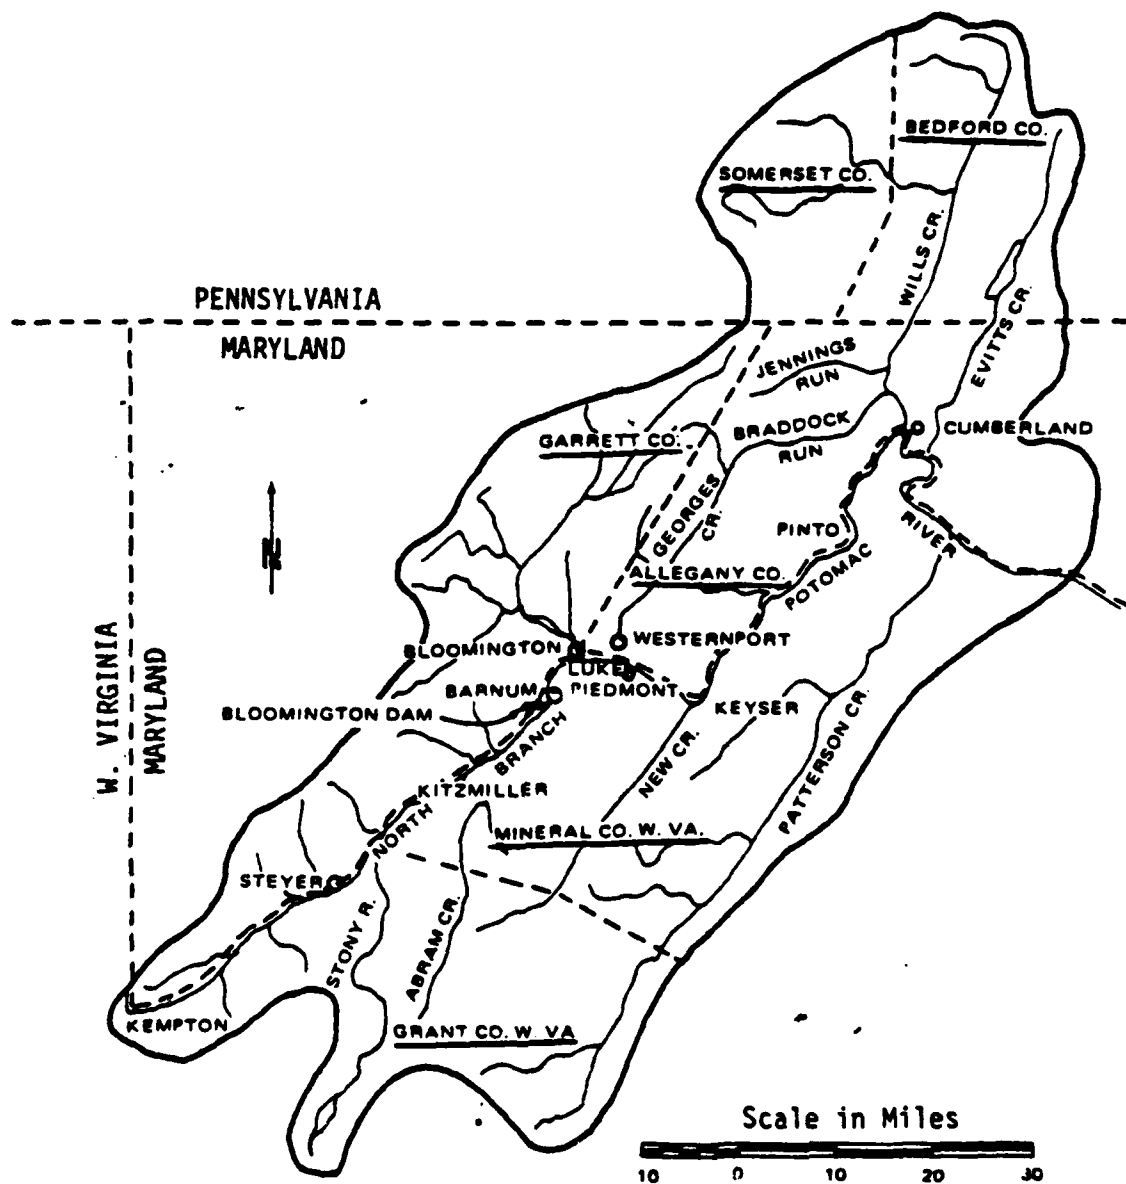 BEDFORD CO.
SOMERSET CO.
WILLS CR.
EVITTS CR.
PENNSYLVANIA
MARYLAND
JENNINGS
RUN
BRADDOCK
RUN
CUMBERLAND
GARRETT CO.
GEORGES
CR.
PINTO
RIVER
N
ALLEGANY CO.
POTOMAC
W. VIRGINIA
MARYLAND
BLOOMINGTON
WESTERNPORT
LUKE
BARNUM
PIEDMONT
BLOOMINGTON DAM
KEYSER
BRANCH
NEW CR.
PATTERSON CR.
KITZMILLER
NORTH
MINERAL CO. W. VA.
STEYER
STONY R.
ABRAM CR.
KEMPTON
GRANT CO. W. VA
Scale in Miles
10 0 10 20 30